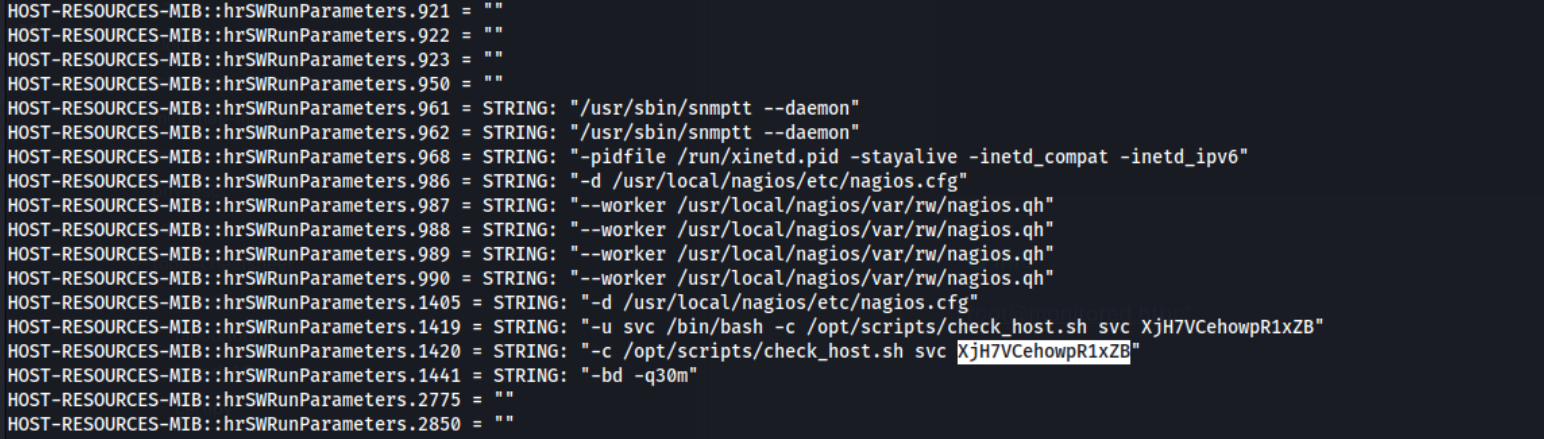 HOST-RESOURCES-MIB::hrSWRunParameters.921 = ""
HOST-RESOURCES-MIB::hrSWRunParameters.922 = ""
HOST-RESOURCES-MIB::hrSWRunParameters.923 = ""
HOST-RESOURCES-MIB::hrSWRunParameters.950 = ""
HOST-RESOURCES-MIB::hrSWRunParameters.961 = STRING: "/usr/sbin/snmptt --daemon"
HOST-RESOURCES-MIB::hrSWRunParameters.962 = STRING: "/usr/sbin/snmptt --daemon"
HOST-RESOURCES-MIB::hrSWRunParameters.968 = STRING: "-pidfile /run/xinetd.pid -stayalive -inetd_compat -inetd_ipv6"
HOST-RESOURCES-MIB::hrSWRunParameters.986 = STRING: "-d /usr/local/nagios/etc/nagios.cfg"
HOST-RESOURCES-MIB::hrSWRunParameters.987 = STRING: "--worker /usr/local/nagios/var/rw/nagios.qh"
HOST-RESOURCES-MIB::hrSWRunParameters.988 = STRING: "--worker /usr/local/nagios/var/rw/nagios.qh"
HOST-RESOURCES-MIB::hrSWRunParameters.989 = STRING: "--worker /usr/local/nagios/var/rw/nagios.qh"
HOST-RESOURCES-MIB::hrSWRunParameters.990 = STRING: "--worker /usr/local/nagios/var/rw/nagios.qh"
HOST-RESOURCES-MIB::hrSWRunParameters.1405 = STRING: "-d /usr/local/nagios/etc/nagios.cfg"
HOST-RESOURCES-MIB::hrSWRunParameters.1419 = STRING: "-u svc /bin/bash -c /opt/scripts/check_host.sh svc XjH7VCehowpR1xZB"
HOST-RESOURCES-MIB::hrSWRunParameters.1420 = STRING: "-c /opt/scripts/check_host.sh svc XjH7VCehowpR1xZB"
HOST-RESOURCES-MIB::hrSWRunParameters.1441 = STRING: "-bd -q30m"
HOST-RESOURCES-MIB::hrSWRunParameters.2775 = ""
HOST-RESOURCES-MIB::hrSWRunParameters.2850 = ""